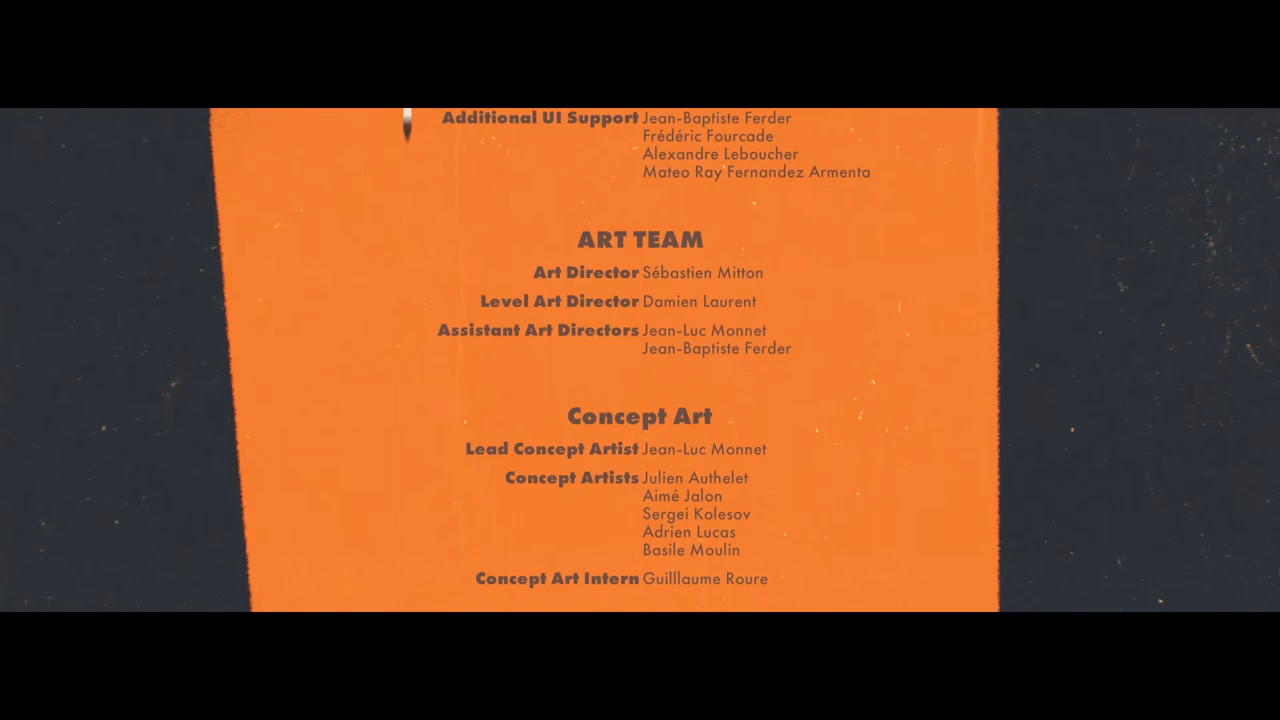 Additional UI Support Jean-Baptiste Ferder
Frédéric Fourcade
Alexandre Leboucher
Mateo Ray Fernandez Armenta
ART TEAM
Art Director Sébastien Mitton
Level Art Director Damien Laurent
Assistant Art Directors Jean-Luc Monnet
Jean-Baptiste Ferder
Concept Art
Lead Concept Artist Jean-Luc Monnet
Concept Artists Julien Authelet
Aimé Jalon
Sergei Kolesov
Adrien Lucas
Basile Moulin
Concept Art Intern Guilllaume Roure